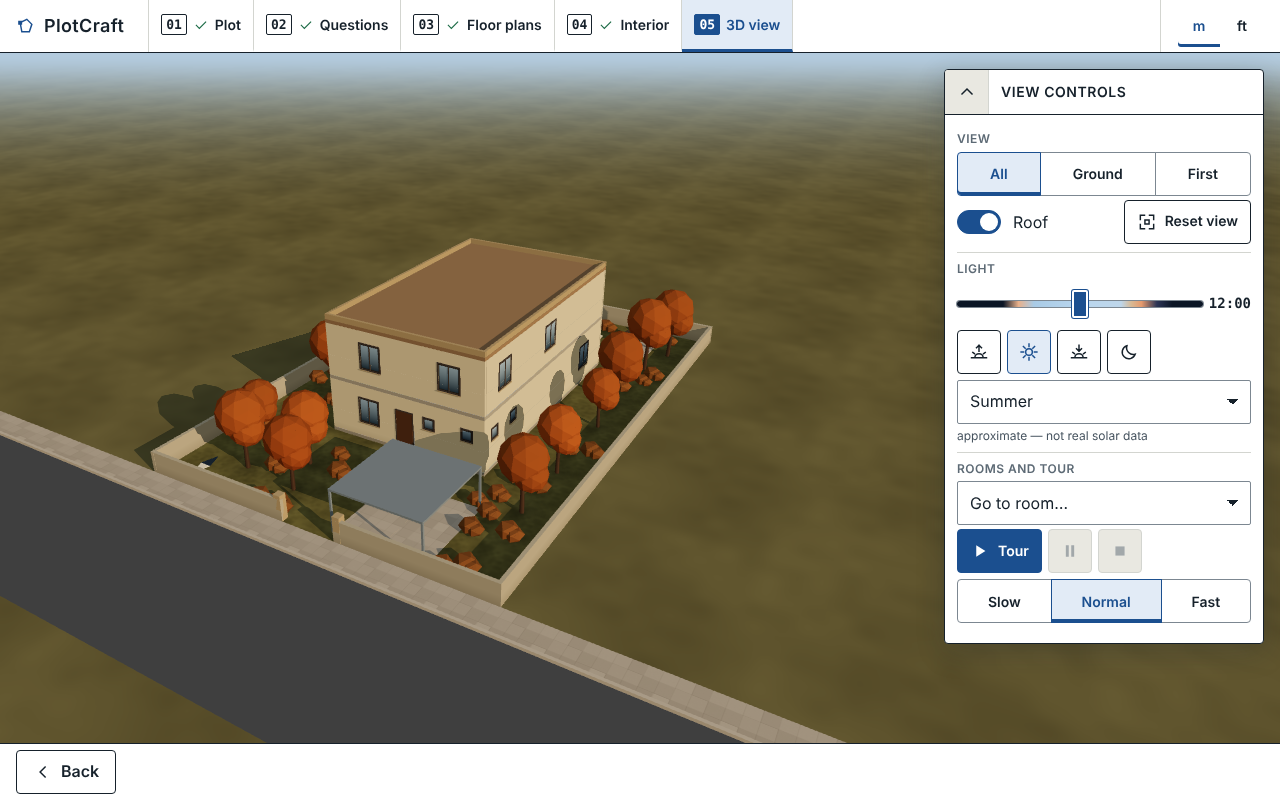 PlotCraft
01 Plot
02 Questions
03 Floor plans
04 Interior
05 3D view
m
ft
VIEW CONTROLS
VIEW
All
Ground
First
Roof
Reset view
LIGHT
12:00
Summer
approximate — not real solar data
ROOMS AND TOUR
Go to room...
Tour
Slow
Normal
Fast
Back